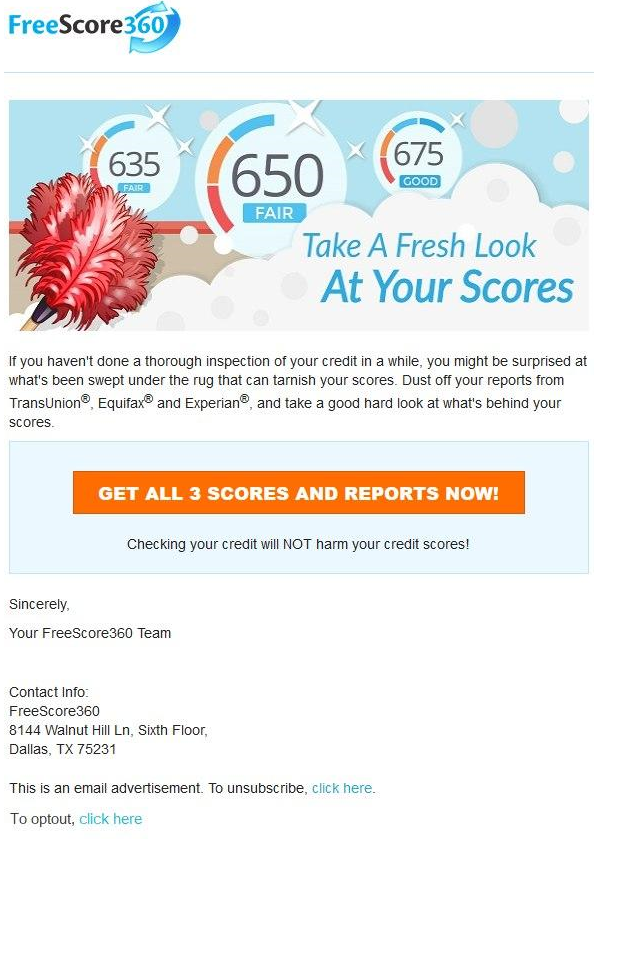 FreeScore360
635
FAIR
650
FAIR
675
GOOD
Take A Fresh Look
At Your Scores
If you haven't done a thorough inspection of your credit in a while, you might be surprised at
what's been swept under the rug that can tarnish your scores. Dust off your reports from
TransUnion®, Equifax® and Experian®, and take a good hard look at what's behind your
scores.
GET ALL 3 SCORES AND REPORTS NOW!
Checking your credit will NOT harm your credit scores!
Sincerely,
Your FreeScore360 Team
Contact Info:
FreeScore360
8144 Walnut Hill Ln, Sixth Floor,
Dallas, TX 75231
This is an email advertisement. To unsubscribe, click here.
To optout, click here